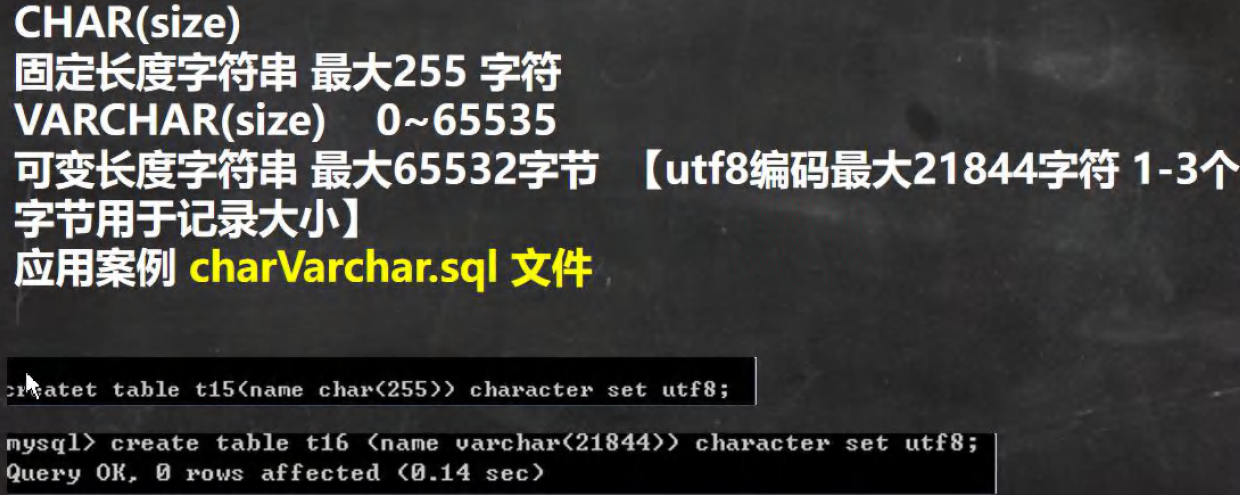 CHAR(size)
固定长度字符串 最大255 字符
VARCHAR(size) 0~65535
可变长度字符串 最大65532字节 【utf8编码最大21844字符 1-3个
字节用于记录大小】
应用案例 charVarchar.sql 文件
createt table t15(name char(255)) character set utf8;
mysql> create table t16 (name varchar(21844)) character set utf8;
Query OK, 0 rows affected (0.14 sec)